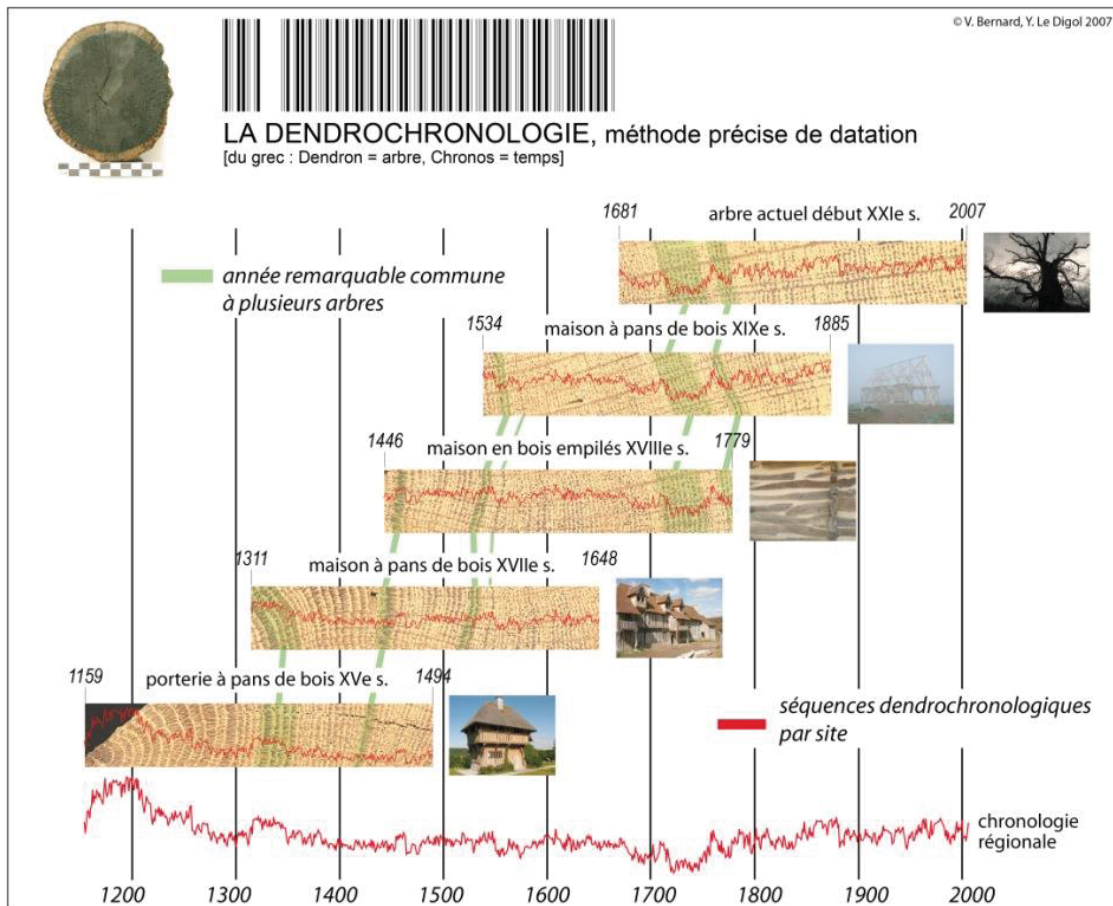 © V. Bernard, Y. Le Digol 2007
LA DENDROCHRONOLOGIE, méthode précise de datation
[du grec : Dendron = arbre, Chronos = temps]
1681
arbre actuel début XXIe s.
2007
année remarquable commune
à plusieurs arbres
1534
maison à pans de bois XIXe s.
1885
1446
maison en bois empilés XVIIIe s.
1779
1311
maison à pans de bois XVIIe s.
1648
1159
porterie à pans de bois XVe s.
1494
séquences dendrochronologiques
par site
chronologie
régionale
1200 1300 1400 1500 1600 1700 1800 1900 2000